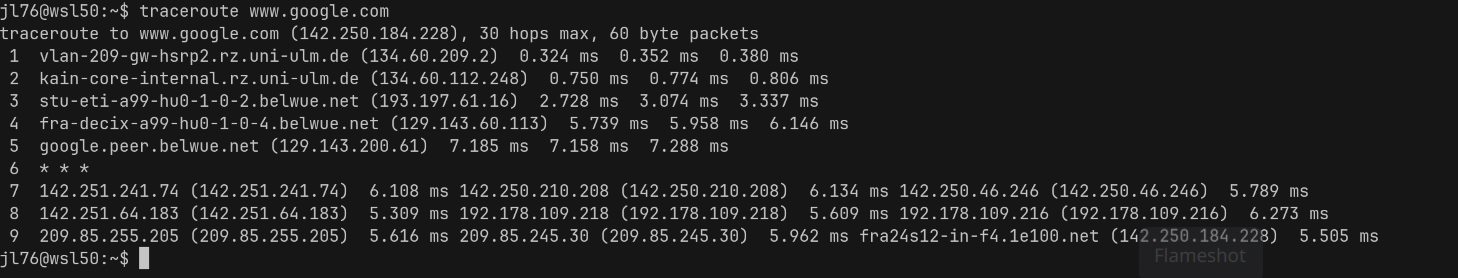 jl76@wsl50:~$ traceroute www.google.com
traceroute to www.google.com (142.250.184.228), 30 hops max, 60 byte packets
 1  vlan-209-gw-hsrp2.rz.uni-ulm.de (134.60.209.2)  0.324 ms  0.352 ms  0.380 ms
 2  kain-core-internal.rz.uni-ulm.de (134.60.112.248)  0.750 ms  0.774 ms  0.806 ms
 3  stu-eti-a99-hu0-1-0-2.belwue.net (193.197.61.16)  2.728 ms  3.074 ms  3.337 ms
 4  fra-decix-a99-hu0-1-0-4.belwue.net (129.143.60.113)  5.739 ms  5.958 ms  6.146 ms
 5  google.peer.belwue.net (129.143.200.61)  7.185 ms  7.158 ms  7.288 ms
 6  * * *
 7  142.251.241.74 (142.251.241.74)  6.108 ms 142.250.210.208 (142.250.210.208)  6.134 ms 142.250.46.246 (142.250.46.246)  5.789 ms
 8  142.251.64.183 (142.251.64.183)  5.309 ms 192.178.109.218 (192.178.109.218)  5.609 ms 192.178.109.216 (192.178.109.216)  6.273 ms
 9  209.85.255.205 (209.85.255.205)  5.616 ms 209.85.245.30 (209.85.245.30)  5.962 ms fra24s12-in-f4.1e100.net (142.250.184.228)  5.505 ms
jl76@wsl50:~$
Flameshot